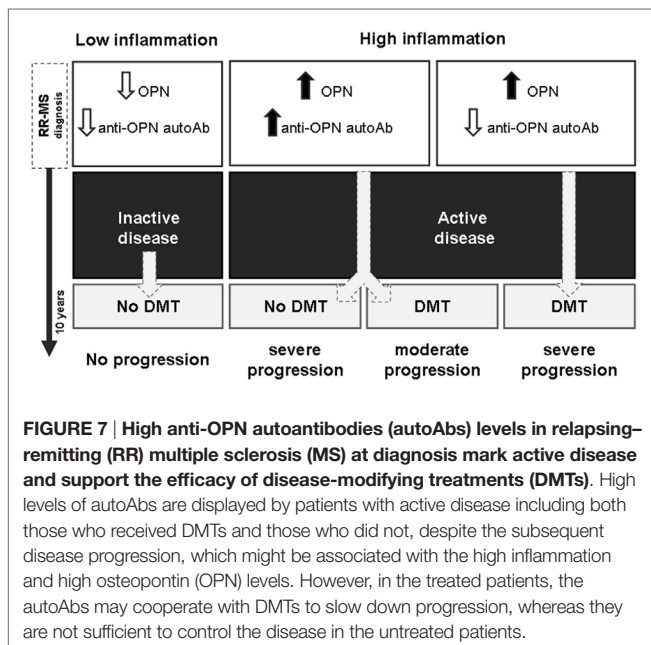 Low inflammation
High inflammation
RR-MS
diagnosis
OPN
anti-OPN autoAb
OPN
anti-OPN autoAb
OPN
anti-OPN autoAb
Inactive
disease
Active
disease
10 years
No DMT
No DMT
DMT
DMT
No progression
severe
progression
moderate
progression
severe
progression
FIGURE 7 | High anti-OPN autoantibodies (autoAbs) levels in relapsing–
remitting (RR) multiple sclerosis (MS) at diagnosis mark active disease
and support the efficacy of disease-modifying treatments (DMTs). High
levels of autoAbs are displayed by patients with active disease including both
those who received DMTs and those who did not, despite the subsequent
disease progression, which might be associated with the high inflammation
and high osteopontin (OPN) levels. However, in the treated patients, the
autoAbs may cooperate with DMTs to slow down progression, whereas they
are not sufficient to control the disease in the untreated patients.